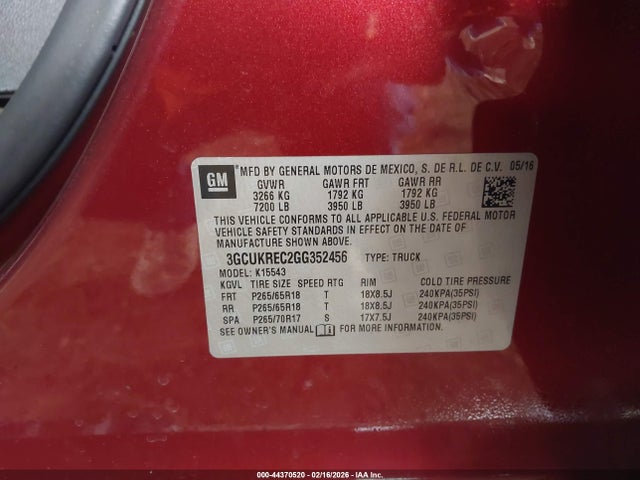 GM
MFD BY GENERAL MOTORS DE MEXICO, S. DE R.L. DE C.V. 05/16
GVWR GAWR FRT GAWR RR
3266 KG 1792 KG 1792 KG
7200 LB 3950 LB 3950 LB
THIS VEHICLE CONFORMS TO ALL APPLICABLE U.S. FEDERAL MOTOR
VEHICLE SAFETY STANDARDS IN EFFECT ON THE DATE OF
MANUFACTURE SHOWN ABOVE.
3GCUKREC2GG352456 TYPE: TRUCK
MODEL: K15543
KGVL TIRE SIZE SPEED RTG RIM COLD TIRE PRESSURE
FRT P265/65R18 T 18X8.5J 240KPA(35PSI)
RR P265/65R18 T 18X8.5J 240KPA(35PSI)
SPA P265/70R17 S 17X7.5J 240KPA(35PSI)
SEE OWNER'S MANUAL FOR MORE INFORMATION.
000-44370520 - 02/16/2026 - IAA Inc.